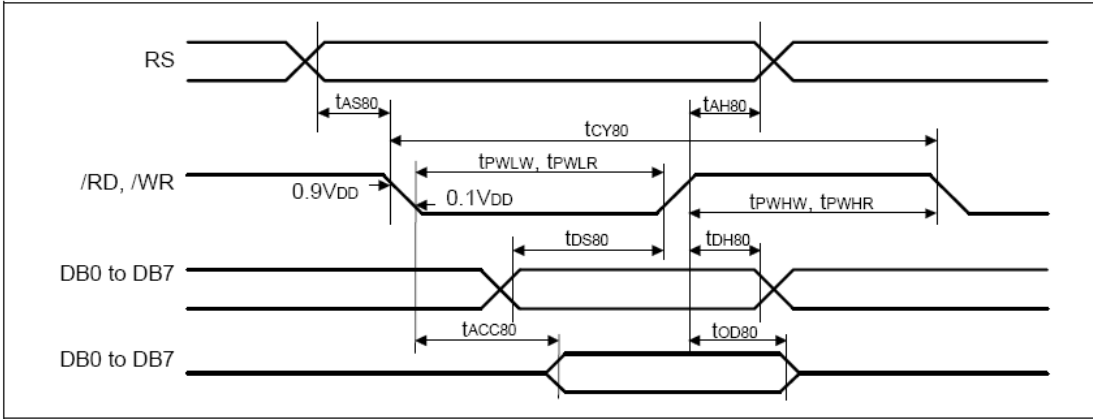 RS
tAS80
tAH80
tCY80
/RD, /WR
tPWLW, tPWLR
0.9VDD
0.1VDD
tPWHW, tPWHR
tDS80
tDH80
DB0 to DB7
tACC80
tOD80
DB0 to DB7